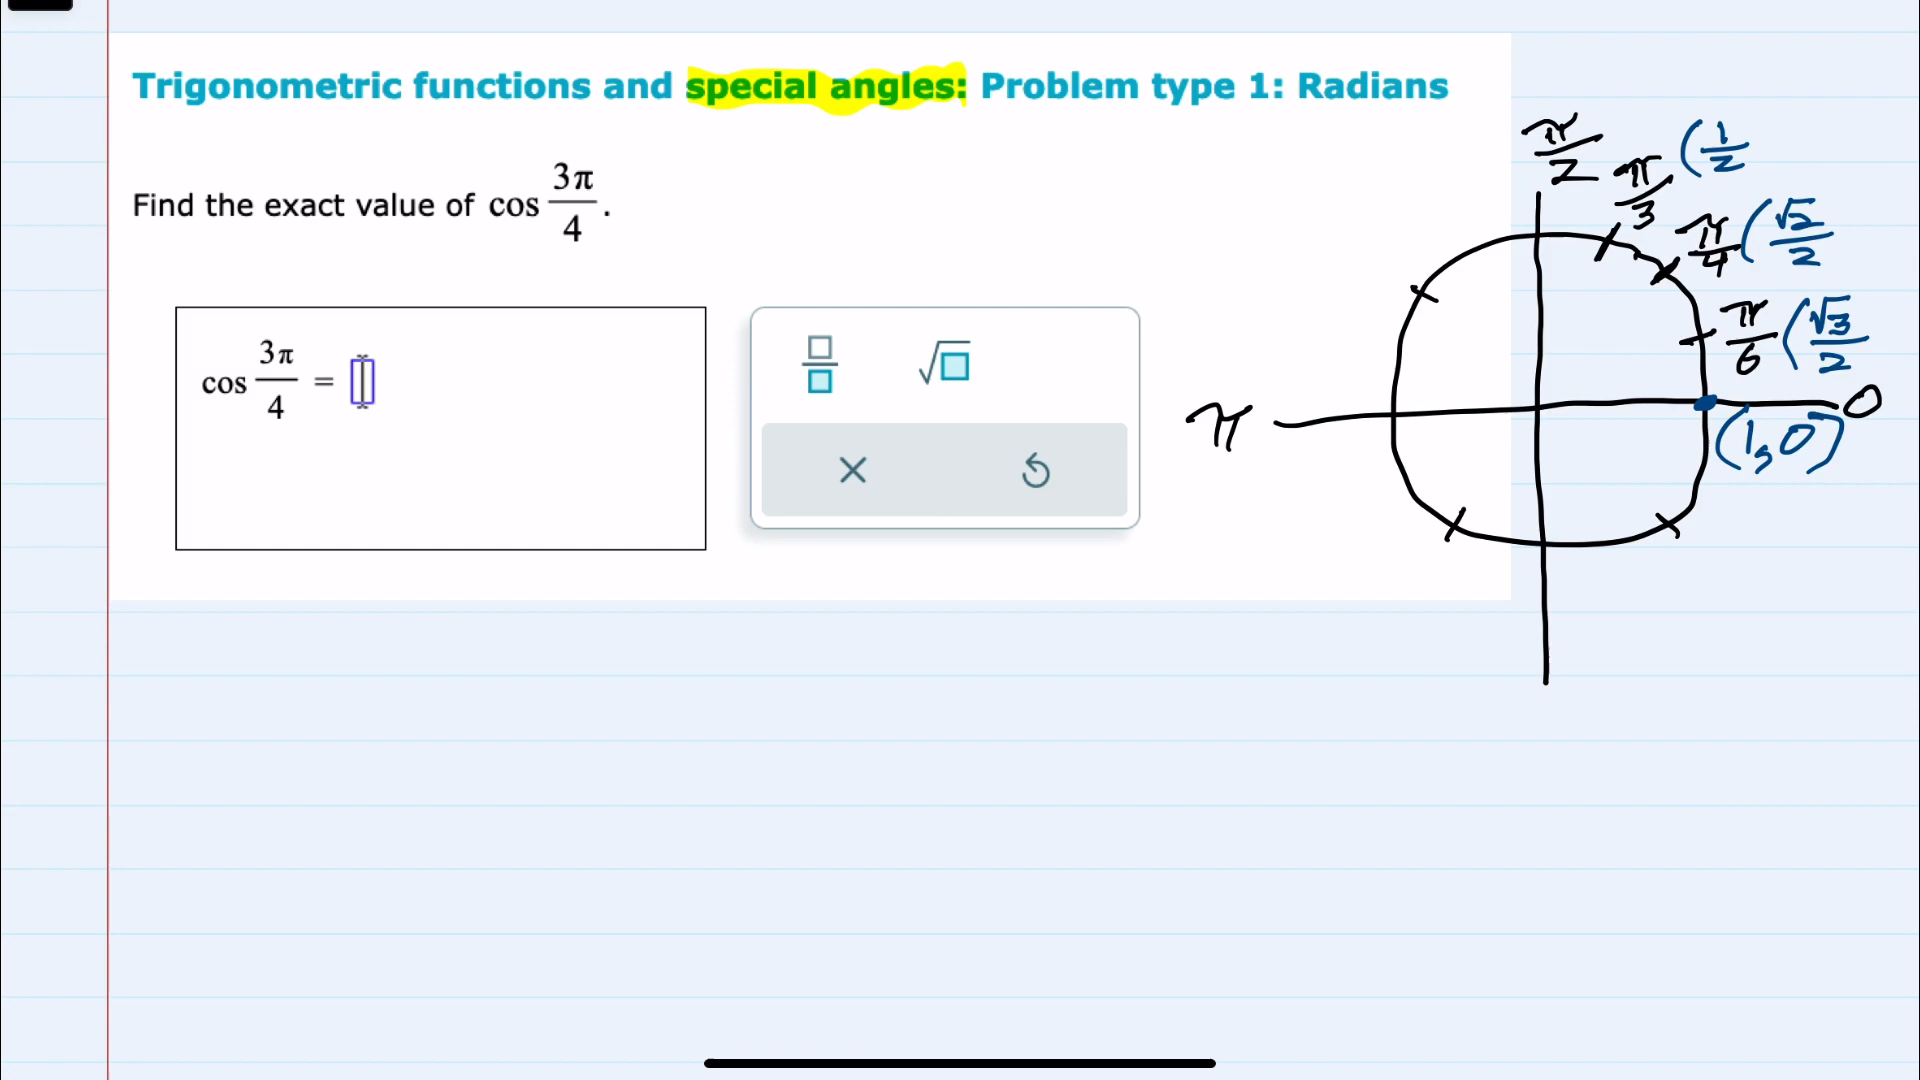 Trigonometric functions and special angles: Problem type 1: Radians
Find the exact value of cos 3π/4.
cos 3π/4 =
√
π/2
π/3 (1/2
π/4 (√2/2
π/6 (√3/2
π
0
(1,0)